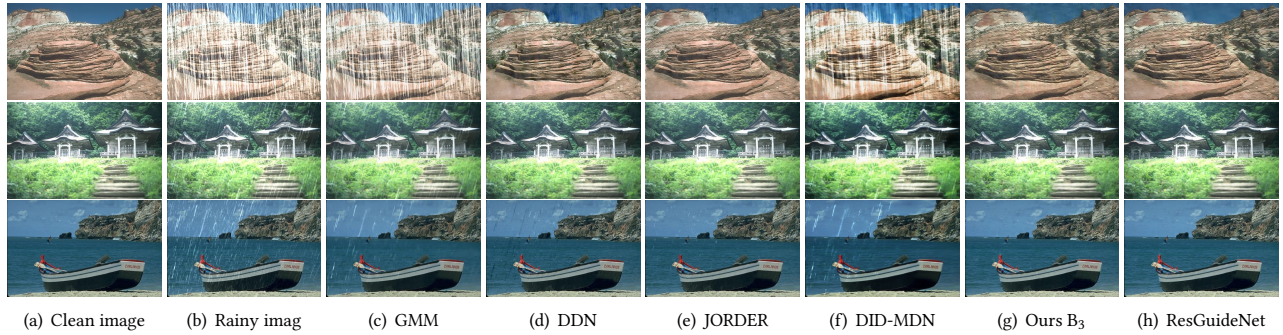 (a) Clean image (b) Rainy imag (c) GMM (d) DDN (e) JORDER (f) DID-MDN (g) Ours B₃ (h) ResGuideNet